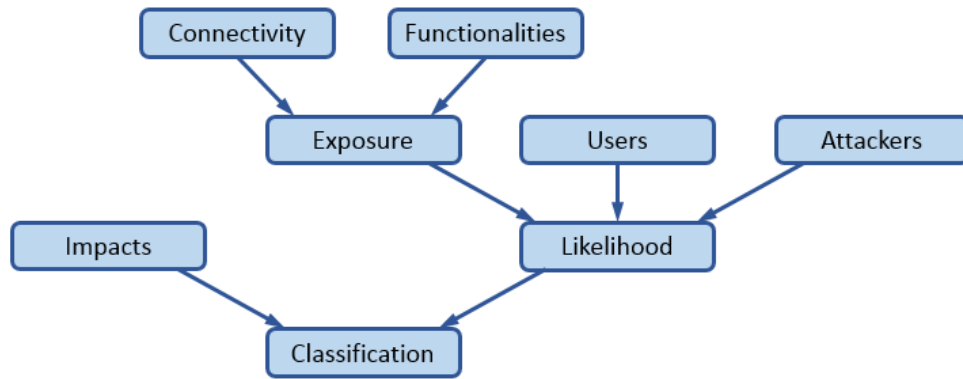 Connectivity
Functionalities
Exposure
Users
Attackers
Impacts
Likelihood
Classification